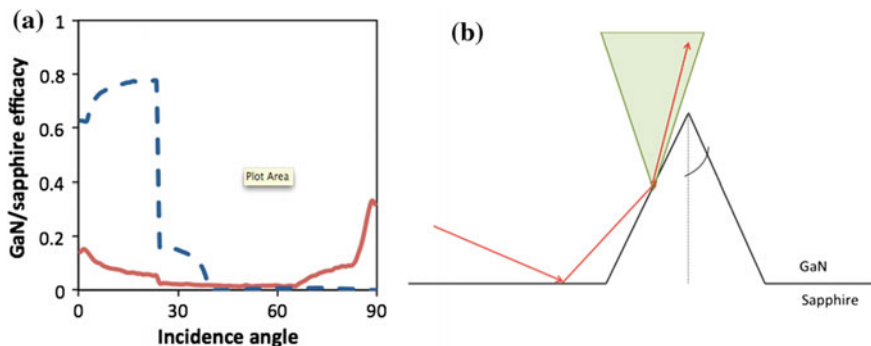 (a)
1
0.8
0.6
0.4
0.2
0
GaN/sapphire efficacy
Plot Area
0 30 60 90
Incidence angle
(b)
GaN
Sapphire